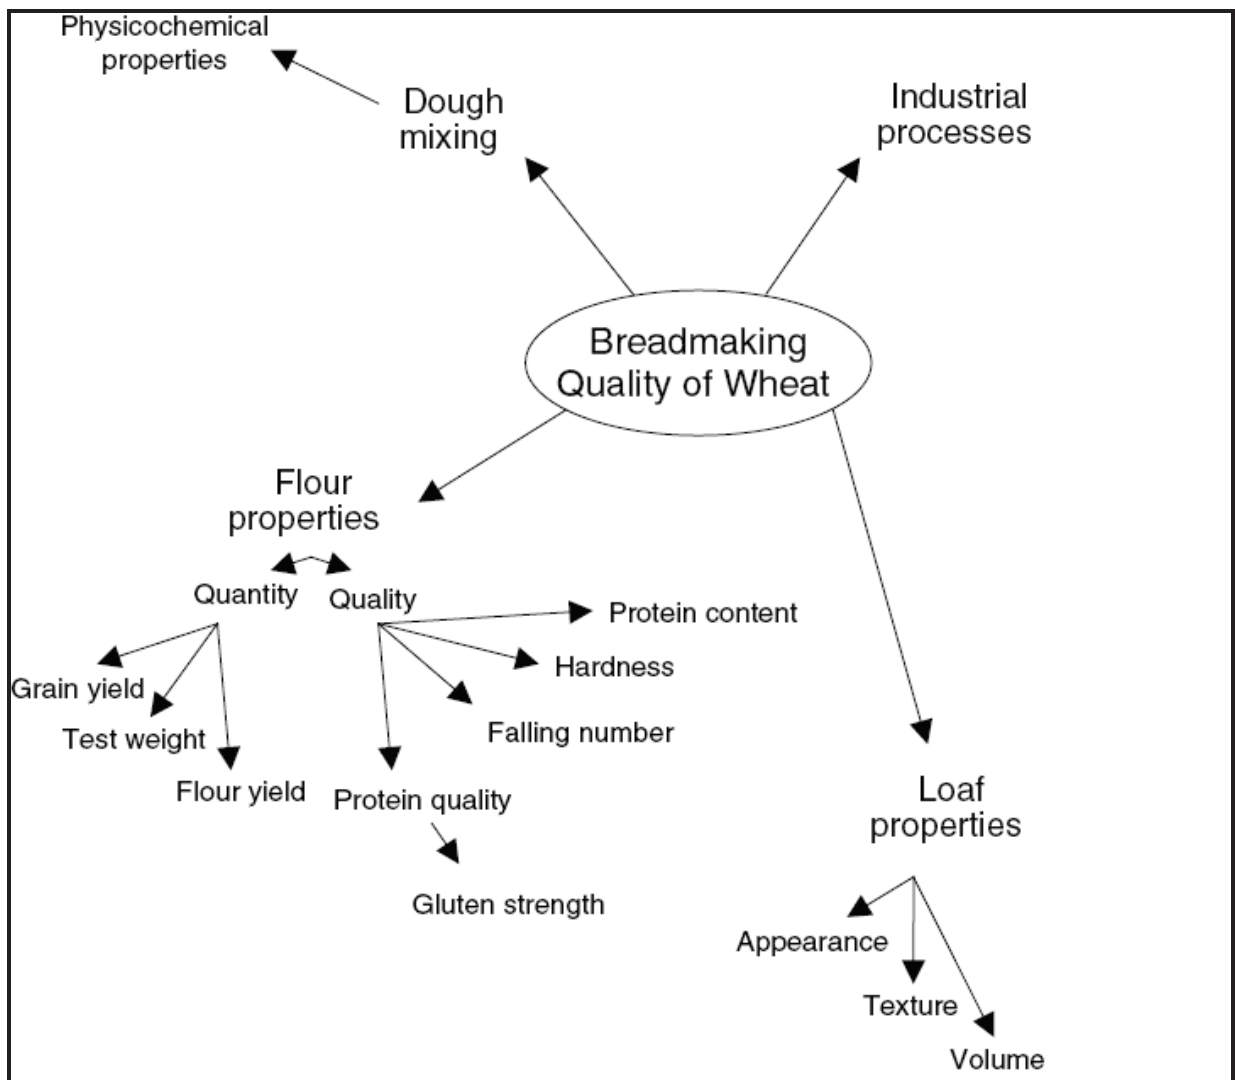 Physicochemical
properties
Dough
mixing
Industrial
processes
Breadmaking
Quality of Wheat
Flour
properties
Quantity
Quality
Protein content
Hardness
Grain yield
Falling number
Test weight
Flour yield
Protein quality
Gluten strength
Loaf
properties
Appearance
Texture
Volume